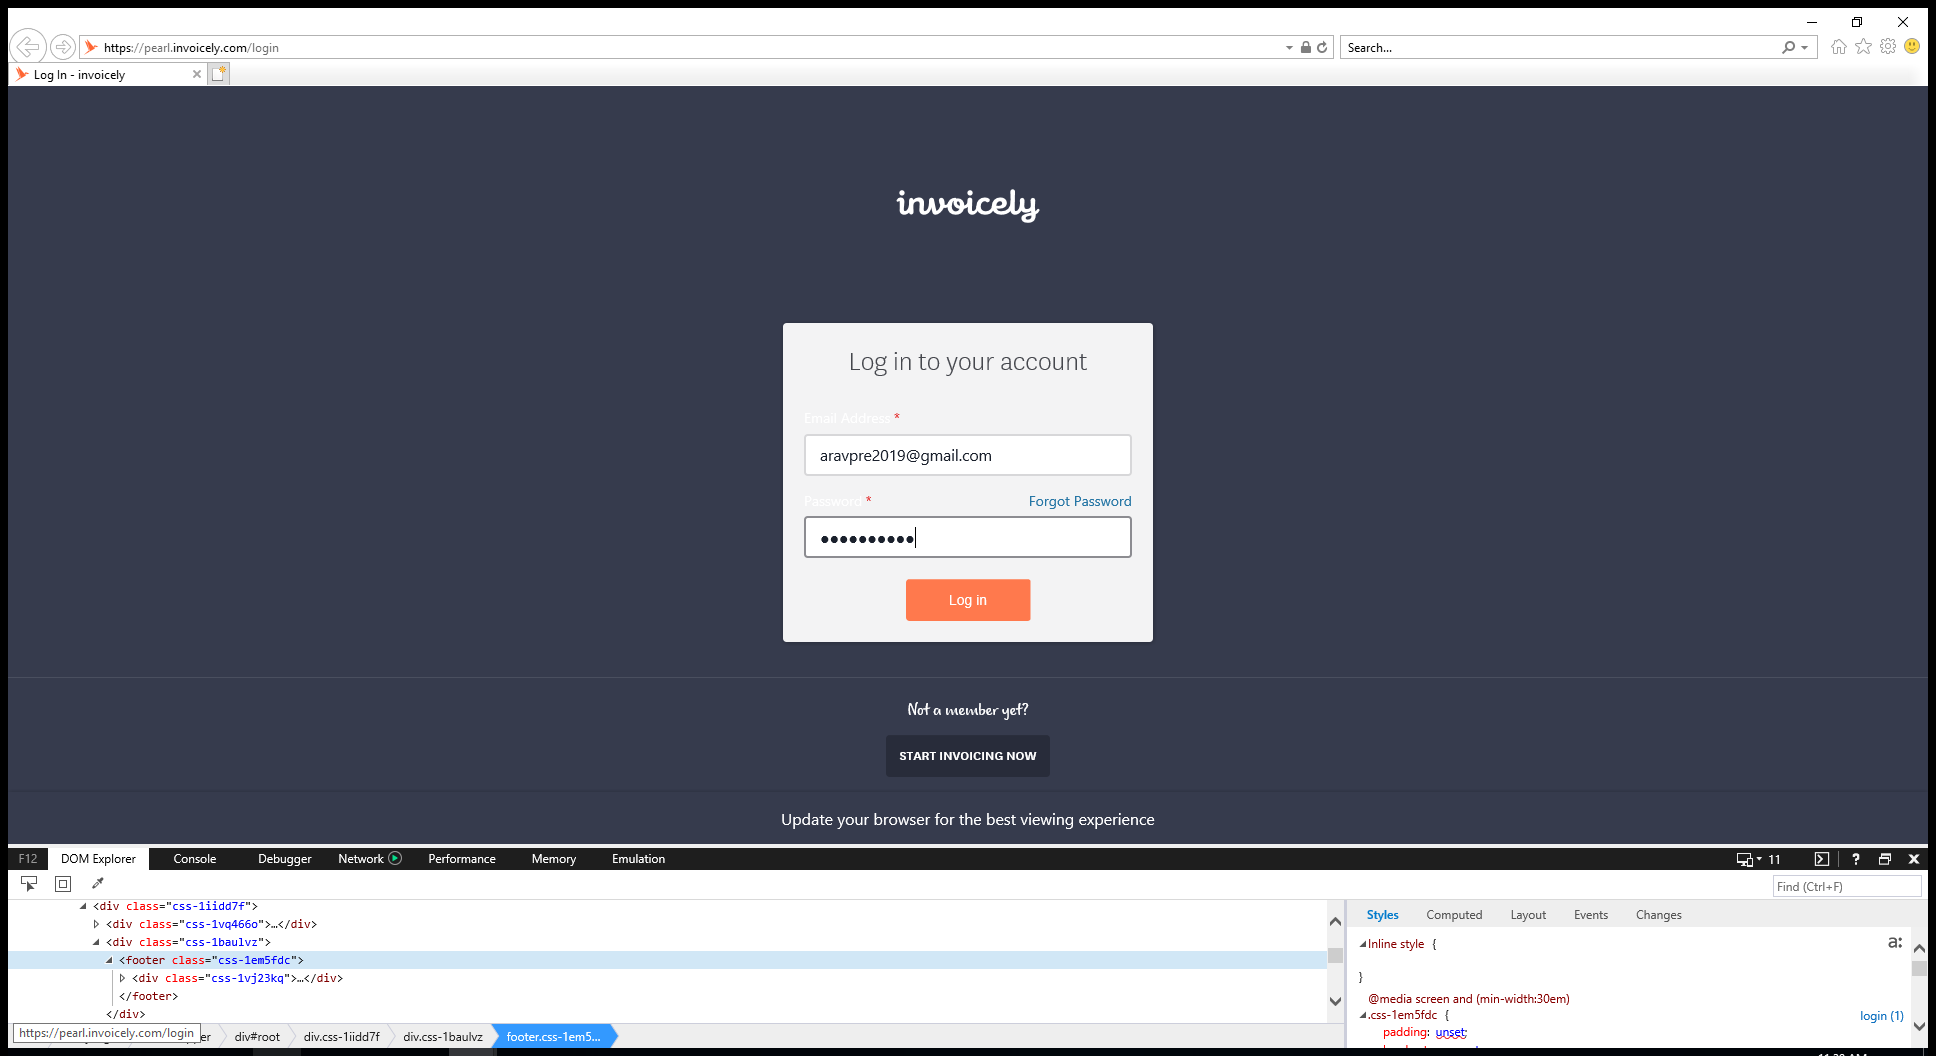 https://pearl.invoicely.com/login
Search...
Log In - invoicely
invoicely
Log in to your account
Email Address *
aravpre2019@gmail.com
Password * Forgot Password
Log in
Not a member yet?
START INVOICING NOW
Update your browser for the best viewing experience
F12 DOM Explorer Console Debugger Network Performance Memory Emulation 11 ?
Find (Ctrl+F)
<div class="css-1iidd7f">
<div class="css-1vq466o">…</div>
<div class="css-1baulvz">
<footer class="css-1em5fdc">
<div class="css-1vj23kq">…</div>
</footer>
</div>
https://pearl.invoicely.com/login
div#root div.css-1iidd7f div.css-1baulvz footer.css-1em5...
Styles Computed Layout Events Changes
Inline style {
a:
}
@media screen and (min-width:30em)
.css-1em5fdc { login (1)
padding: unset;